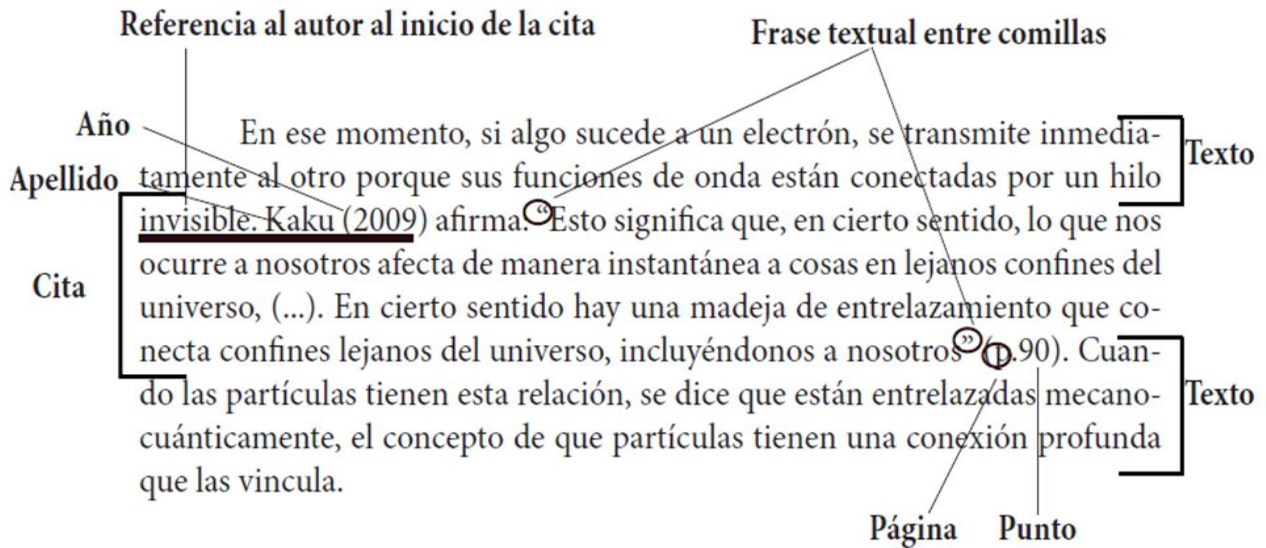 Referencia al autor al inicio de la cita
Frase textual entre comillas
Año
Apellido
Cita
En ese momento, si algo sucede a un electrón, se transmite inmedia-
tamente al otro porque sus funciones de onda están conectadas por un hilo
invisible. Kaku (2009) afirma: “Esto significa que, en cierto sentido, lo que nos
ocurre a nosotros afecta de manera instantánea a cosas en lejanos confines del
universo, (...). En cierto sentido hay una madeja de entrelazamiento que co-
necta confines lejanos del universo, incluyéndonos a nosotros” (p.90). Cuan-
do las partículas tienen esta relación, se dice que están entrelazadas mecano-
cuánticamente, el concepto de que partículas tienen una conexión profunda
que las vincula.
Texto
Texto
Página
Punto